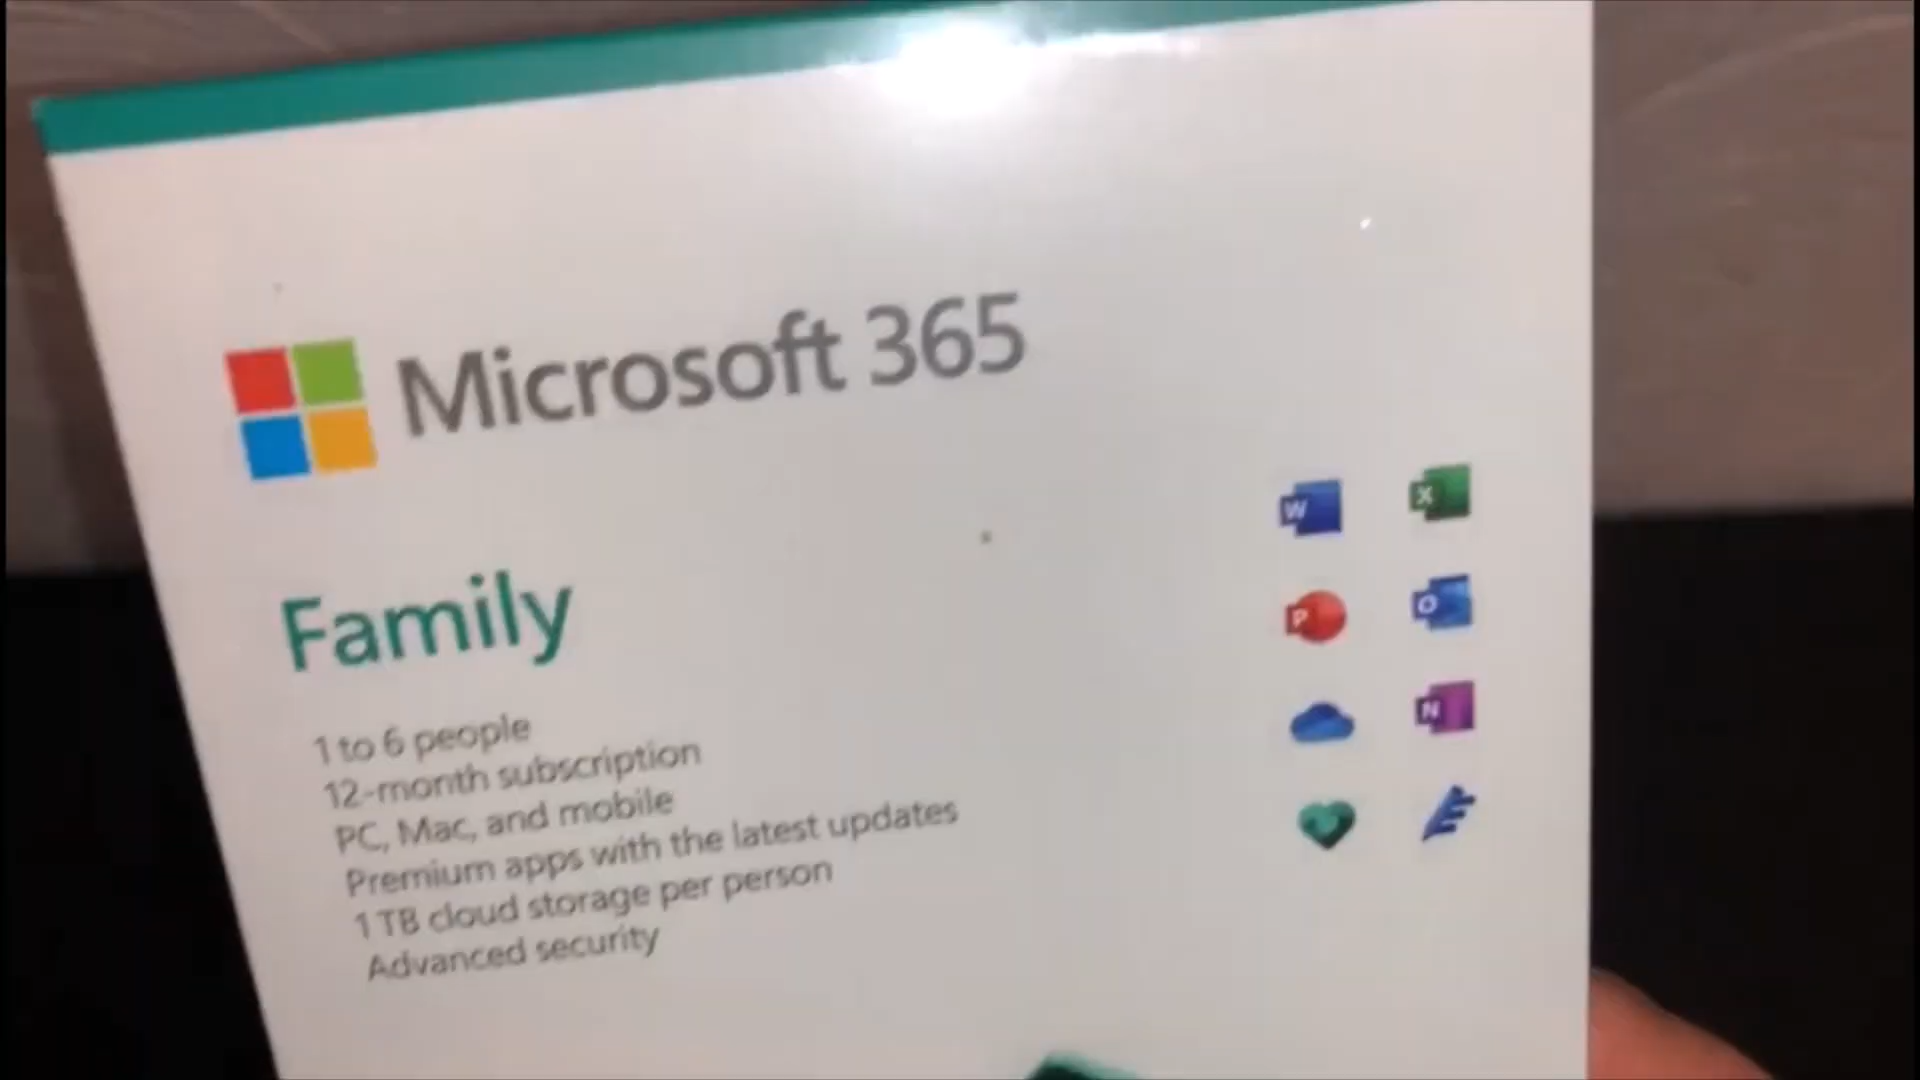 Microsoft 365
Family
1 to 6 people
12-month subscription
PC, Mac, and mobile
Premium apps with the latest updates
1 TB cloud storage per person
Advanced security
W
X
P
O
N